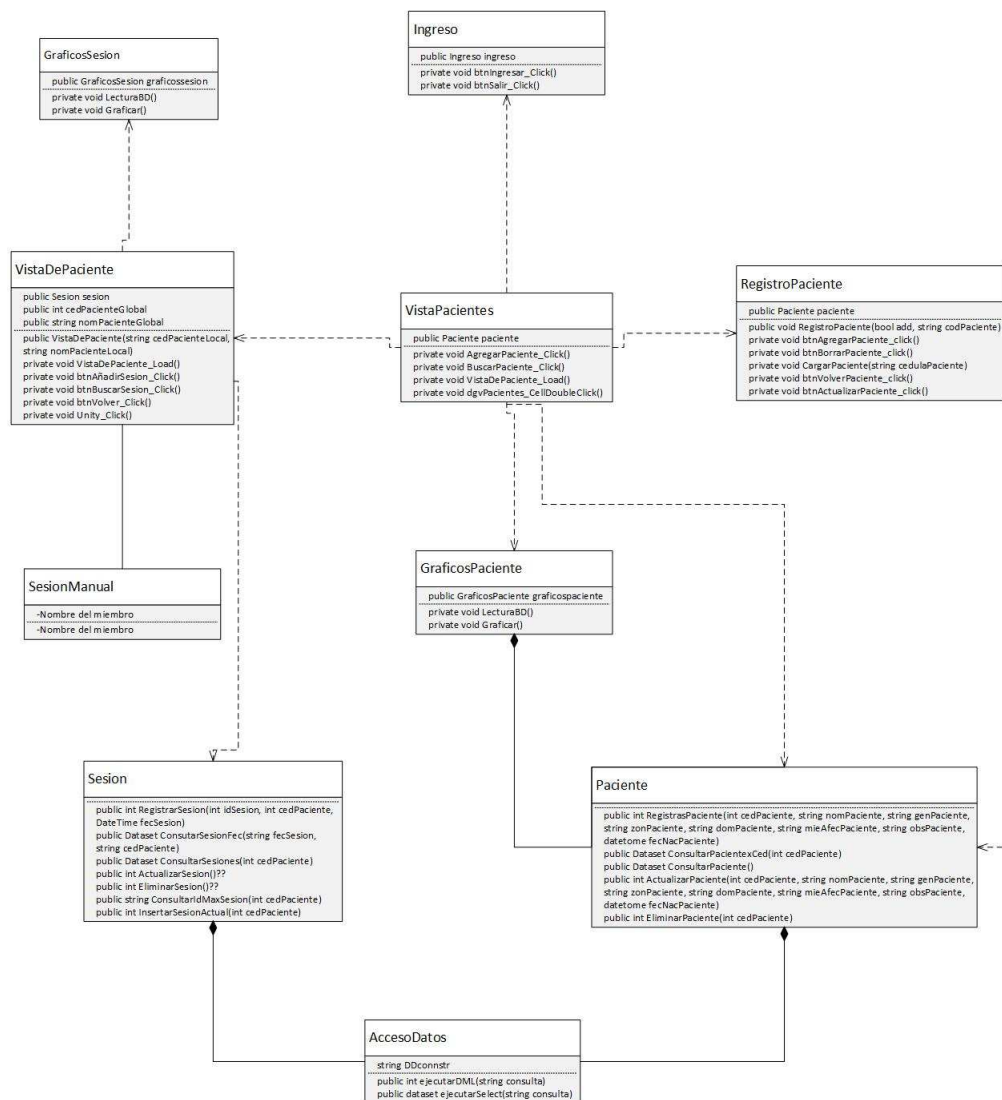 Ingreso
public Ingreso ingreso
private void btnIngresar_Click()
private void btnSalir_Click()
GraficosSesion
public GraficosSesion graficossesion
private void LecturaBD()
private void Graficar()
VistaDePaciente
public Sesion sesion
public int cedPacienteGlobal
public string nomPacienteGlobal
public VistaDePaciente(string cedPacienteLocal,
string nomPacienteLocal)
private void VistaDePaciente_Load()
private void btnAñadirSesion_Click()
private void btnBuscarSesion_Click()
private void btnVolver_Click()
private void Unity_Click()
VistaPacientes
public Paciente paciente
private void AgregarPaciente_Click()
private void BuscarPaciente_Click()
private void VistaDePaciente_Load()
private void dgvPacientes_CellDoubleClick()
RegistroPaciente
public Paciente paciente
public void RegistroPaciente(bool add, string codPaciente)
private void btnAgregarPaciente_click()
private void btnBorrarPaciente_click()
private void CargarPaciente(string cedulaPaciente)
private void btnVolverPaciente_click()
private void btnActualizarPaciente_click()
SesionManual
-Nombre del miembro
-Nombre del miembro
GraficosPaciente
public GraficosPaciente graficospaciente
private void LecturaBD()
private void Graficar()
Sesion
public int RegistrarSesion(int idSesion, int cedPaciente,
DateTime fecSesion)
public Dataset ConsutarSesionFec(string fecSesion,
string cedPaciente)
public Dataset ConsultarSesiones(int cedPaciente)
public int ActualizarSesion()??
public int EliminarSesion()??
public string ConsultarIdMaxSesion(int cedPaciente)
public int InsertarSesionActual(int cedPaciente)
Paciente
public int RegistrasPaciente(int cedPaciente, string nomPaciente, string genPaciente,
string zonPaciente, string domPaciente, string mieAfecPaciente, string obsPaciente,
datetome fecNacPaciente)
public Dataset ConsultarPacientexCed(int cedPaciente)
public Dataset ConsultarPaciente()
public int ActualizarPaciente(int cedPaciente, string nomPaciente, string genPaciente,
string zonPaciente, string domPaciente, string mieAfecPaciente, string obsPaciente,
datetome fecNacPaciente)
public int EliminarPaciente(int cedPaciente)
AccesoDatos
string DDconnstr
public int ejecutarDML(string consulta)
public dataset ejecutarSelect(string consulta)